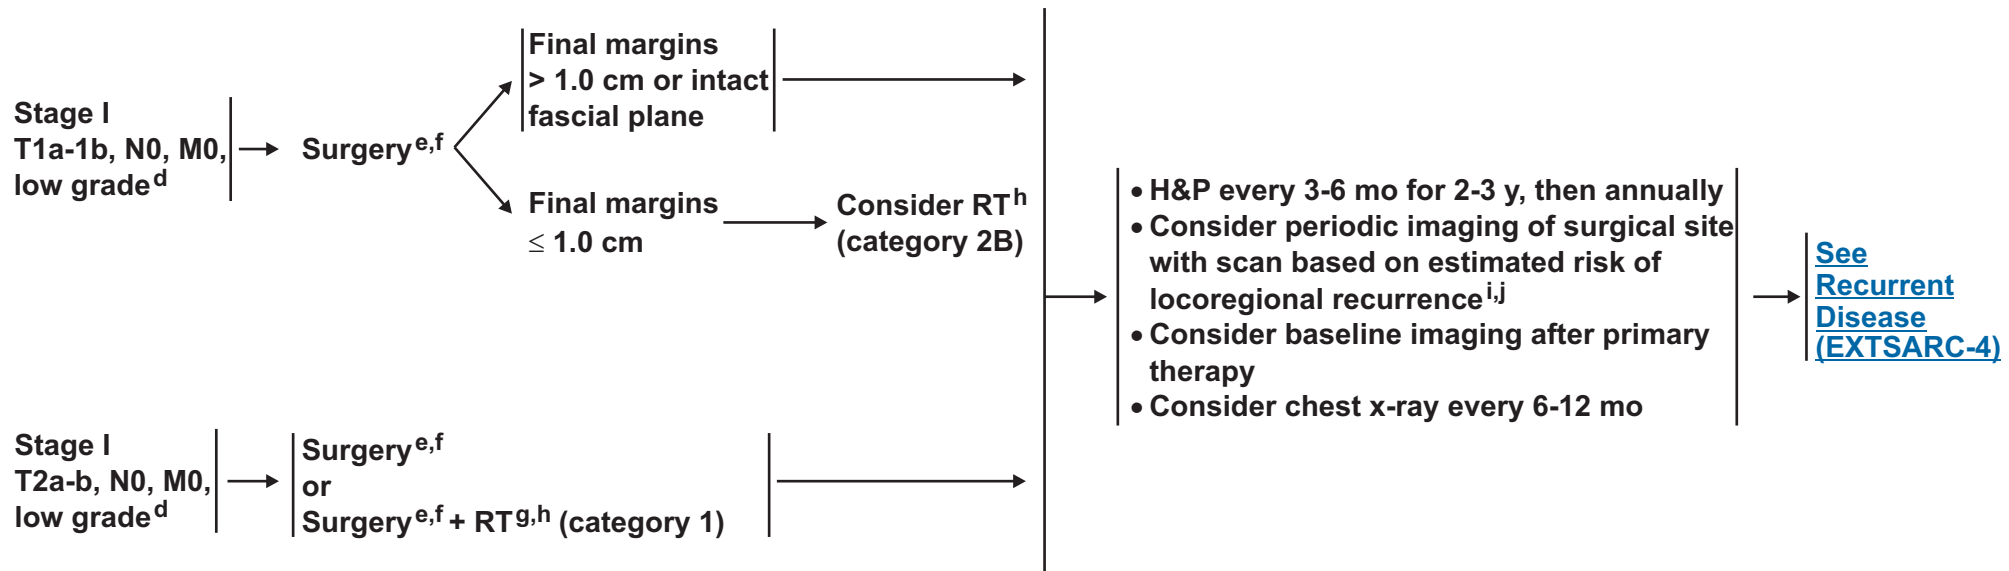 Stage I
T1a-1b, N0, M0,
low grade d
Surgery e,f
Final margins
> 1.0 cm or intact
fascial plane
Final margins
≤ 1.0 cm
Consider RT h
(category 2B)
Stage I
T2a-b, N0, M0,
low grade d
Surgery e,f
or
Surgery e,f + RT g,h (category 1)
• H&P every 3-6 mo for 2-3 y, then annually
• Consider periodic imaging of surgical site
with scan based on estimated risk of
locoregional recurrence i,j
• Consider baseline imaging after primary
therapy
• Consider chest x-ray every 6-12 mo
See
Recurrent
Disease
(EXTSARC-4)